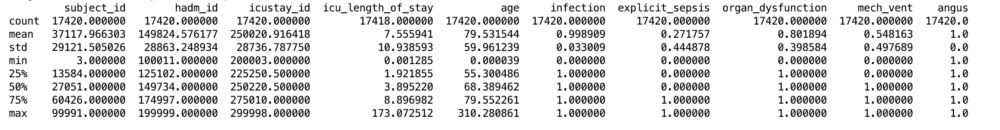 subject_id hadm_id icustay_id icu_length_of_stay age infection explicit_sepsis organ_dysfunction mech_vent angus
count 17420.000000 17420.000000 17420.000000 17418.000000 17420.000000 17420.000000 17420.000000 17420.000000 17420.000000 17420.0
mean 37117.966303 149824.576177 250020.916418 7.555941 79.531544 0.998909 0.271757 0.801894 0.548163 1.0
std 29121.505026 28863.248934 28736.787750 10.938593 59.961239 0.033009 0.444878 0.398584 0.497689 0.0
min 3.000000 100011.000000 200003.000000 0.001285 0.000039 0.000000 0.000000 0.000000 0.000000 1.0
25% 13584.000000 125102.000000 225250.500000 1.921855 55.300486 1.000000 0.000000 1.000000 0.000000 1.0
50% 27051.000000 149734.000000 250220.500000 3.895220 68.389462 1.000000 0.000000 1.000000 1.000000 1.0
75% 60426.000000 174997.000000 275010.000000 8.896982 79.552261 1.000000 1.000000 1.000000 1.000000 1.0
max 99991.000000 199999.000000 299998.000000 173.072512 310.280861 1.000000 1.000000 1.000000 1.000000 1.0